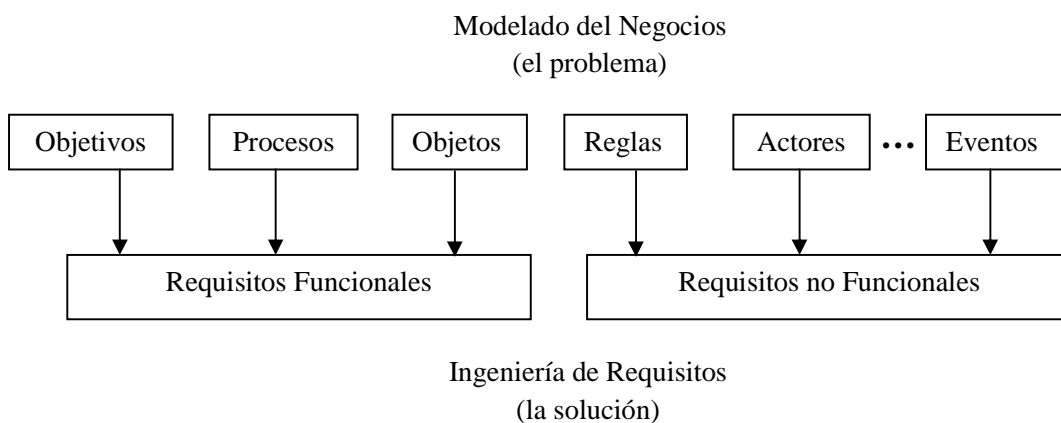 Modelado del Negocios
(el problema)
Objetivos Procesos Objetos Reglas Actores ... Eventos
Requisitos Funcionales Requisitos no Funcionales
Ingeniería de Requisitos
(la solución)